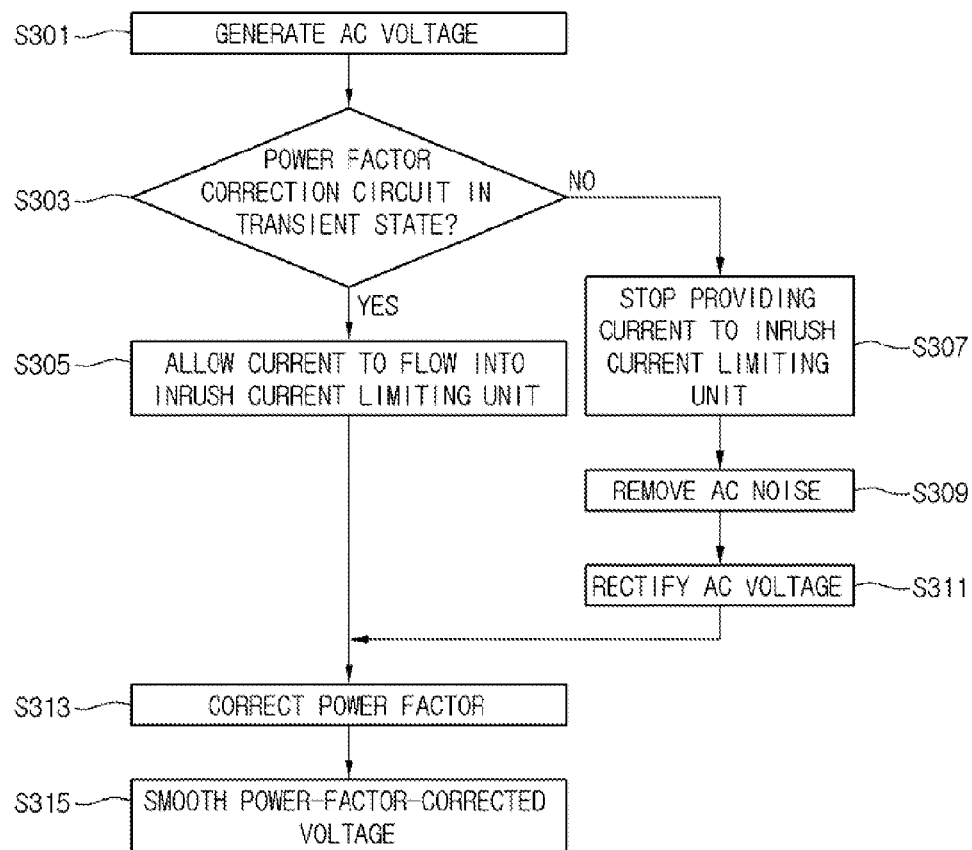 S301
GENERATE AC VOLTAGE
S303
POWER FACTOR
CORRECTION CIRCUIT IN
TRANSIENT STATE?
NO
YES
S305
ALLOW CURRENT TO FLOW INTO
INRUSH CURRENT LIMITING UNIT
STOP PROVIDING
CURRENT TO INRUSH
CURRENT LIMITING
UNIT
S307
REMOVE AC NOISE
S309
RECTIFY AC VOLTAGE
S311
S313
CORRECT POWER FACTOR
S315
SMOOTH POWER-FACTOR-CORRECTED
VOLTAGE